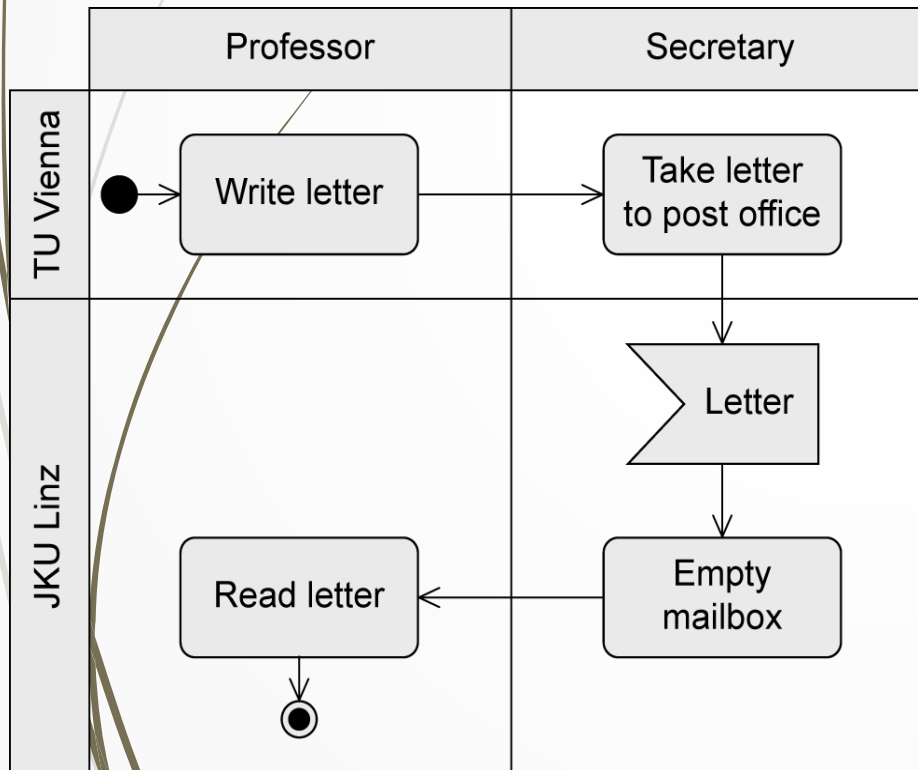 Professor
Secretary
TU Vienna
Write letter
Take letter
to post office
Letter
JKU Linz
Read letter
Empty
mailbox